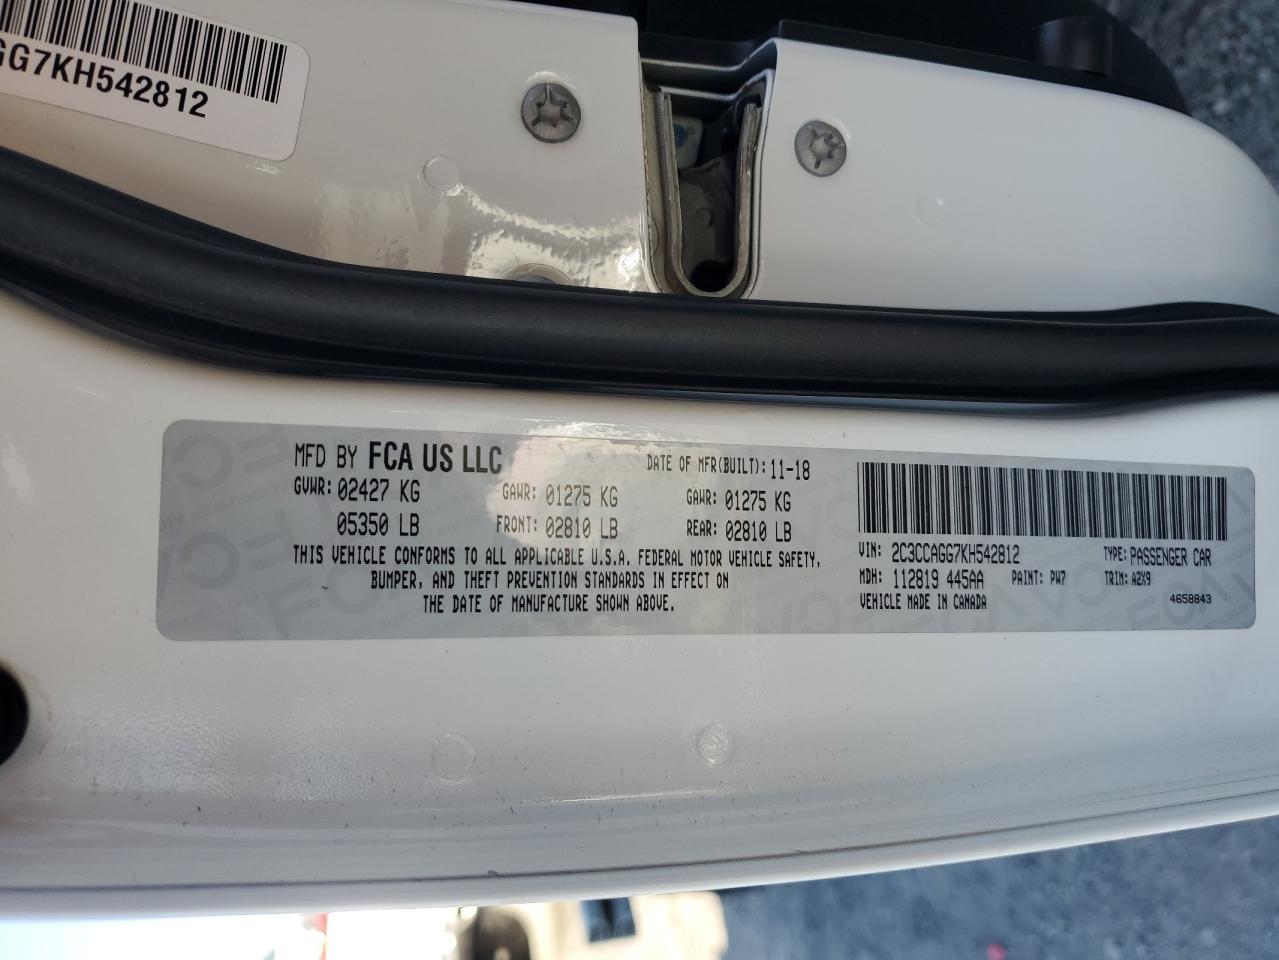 GG7KH542812
MFD BY FCA US LLC
DATE OF MFR(BUILT): 11-18
GVWR: 02427 KG GAWR: 01275 KG GAWR: 01275 KG
05350 LB FRONT: 02810 LB REAR: 02810 LB
THIS VEHICLE CONFORMS TO ALL APPLICABLE U.S.A. FEDERAL MOTOR VEHICLE SAFETY,
BUMPER, AND THEFT PREVENTION STANDARDS IN EFFECT ON
THE DATE OF MANUFACTURE SHOWN ABOVE.
VIN: 2C3CCAGG7KH542812 TYPE: PASSENGER CAR
MDH: 112819 445AA PAINT: PW7 TRIM: A2X9
VEHICLE MADE IN CANADA 4658843